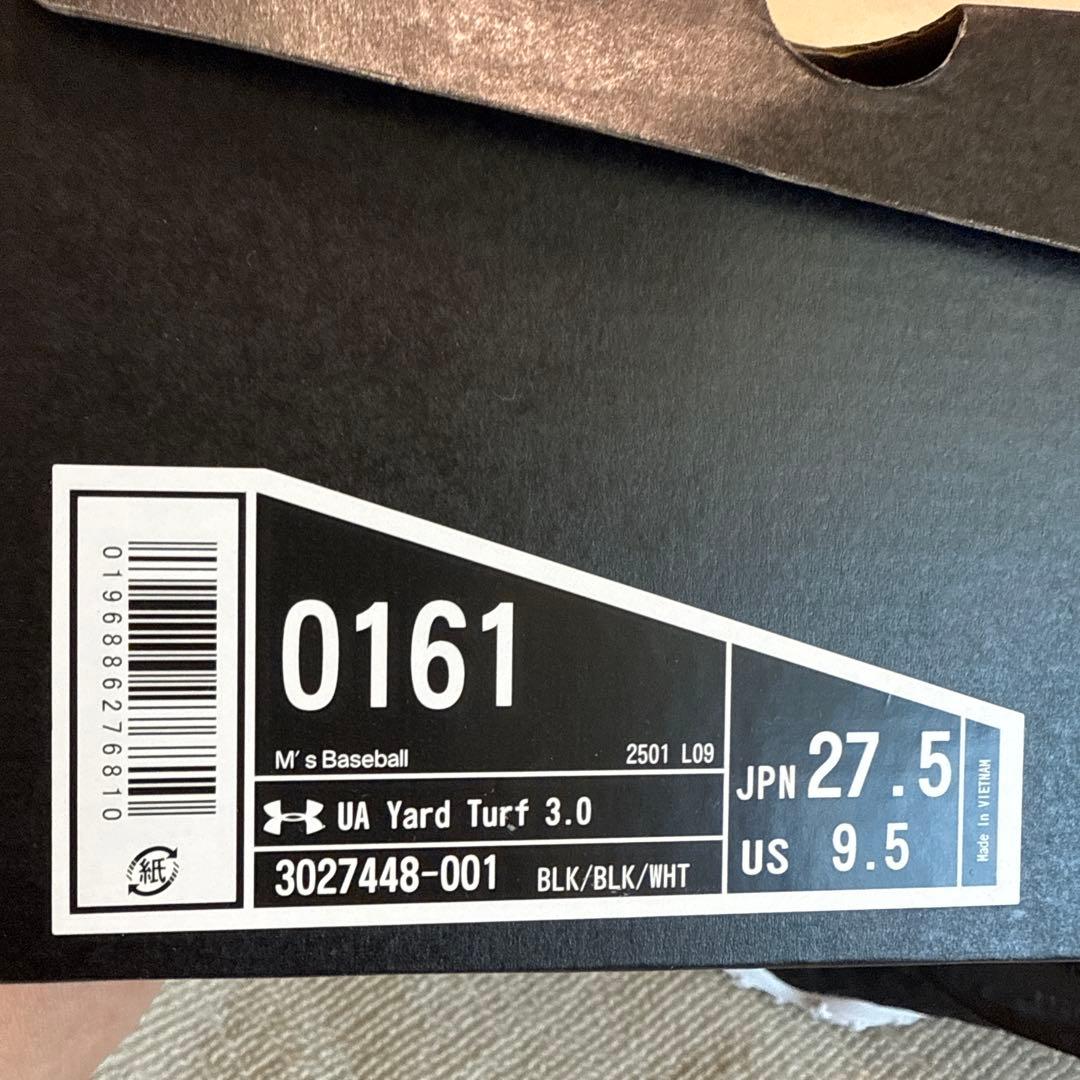 0196886276810
紙
0161
M's Baseball
2501 L09
UA Yard Turf 3.0
3027448-001 BLK/BLK/WHT
JPN 27.5
US 9.5
Made in VIETNAM